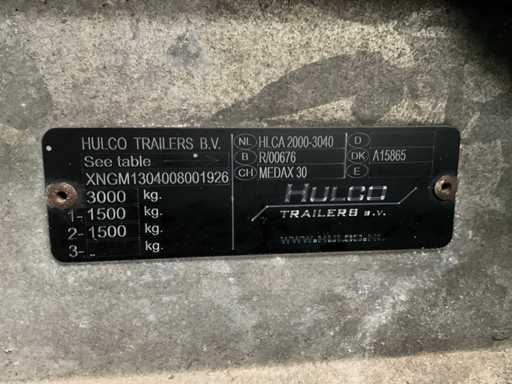 HULCO TRAILERS B.V.
See table
XNGM1304008001926
3000 kg.
1- 1500 kg.
2- 1500 kg.
3- .. kg.
NL HLCA 2000-3040
B R/00676
CH MEDAX 30
D
DK A15865
E
HULCO
TRAILERS B.V.